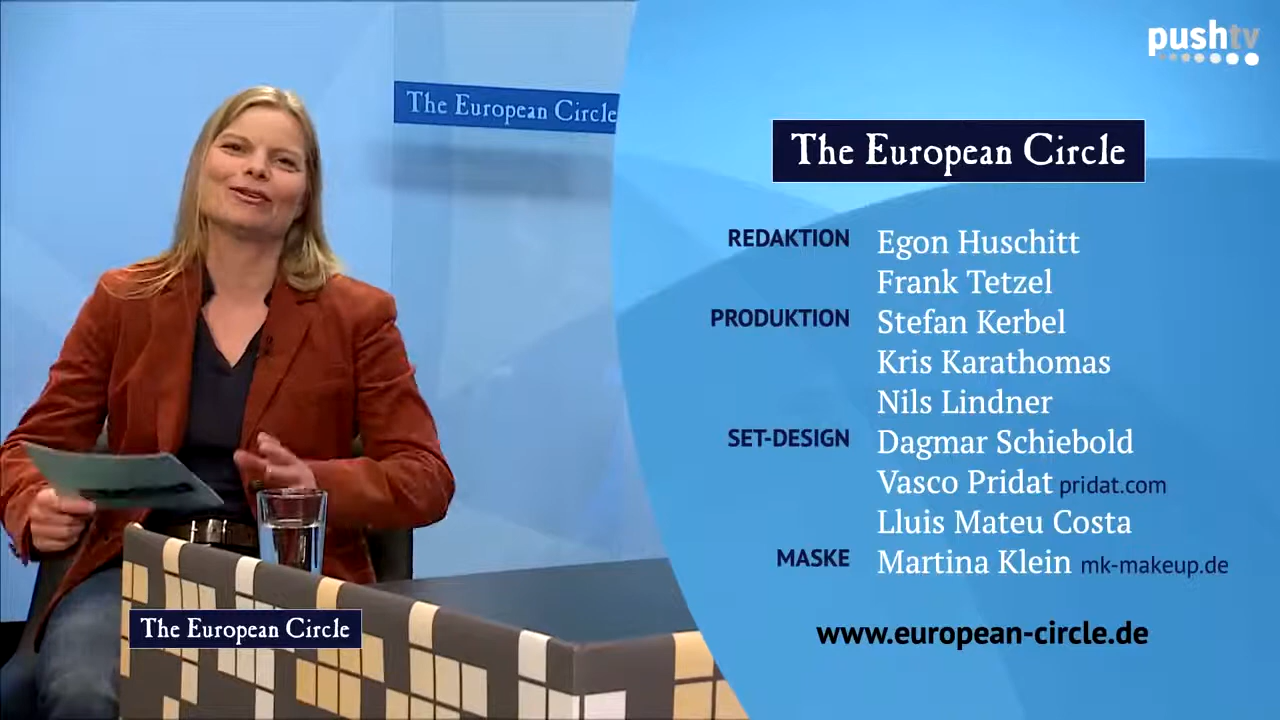 pushtv
The European Circle
The European Circle
REDAKTION Egon Huschitt
Frank Tetzel
PRODUKTION Stefan Kerbel
Kris Karathomas
Nils Lindner
SET-DESIGN Dagmar Schiebold
Vasco Pridat pridat.com
Lluis Mateu Costa
MASKE Martina Klein mk-makeup.de
www.european-circle.de
The European Circle